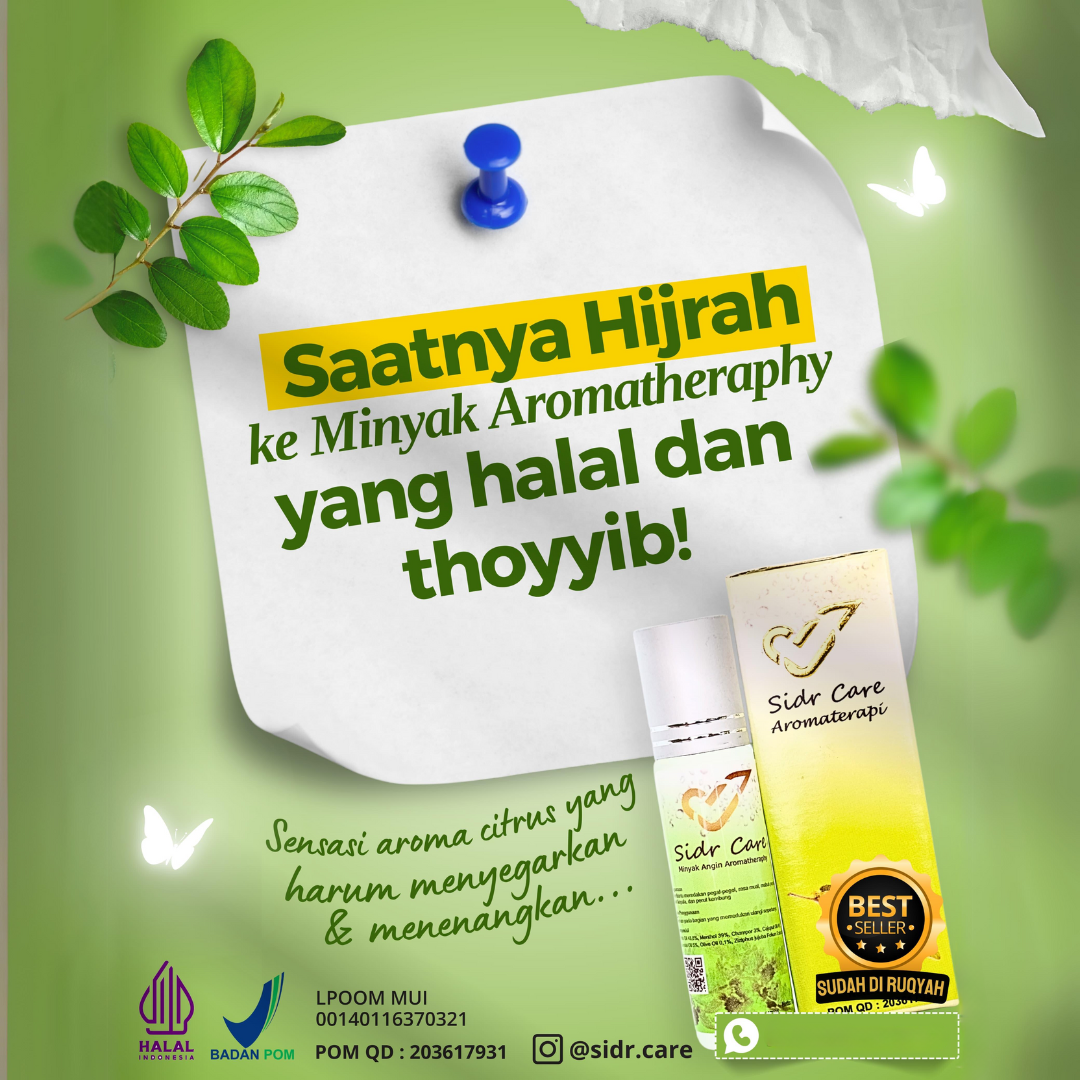 Saatnya Hijrah
ke Minyak Aromatheraphy
yang halal dan
thoyyib!
Sidr Care
Aromaterapi
Sidr Care
Minyak Angin Aromatheraphy
Sensasi aroma citrus yang
harum menyegarkan
& menenangkan...
BEST
SELLER
SUDAH DI RUQYAH
POM QD :
HALAL
INDONESIA
BADAN POM
LPOOM MUI
00140116370321
POM QD : 203617931
@sidr.care